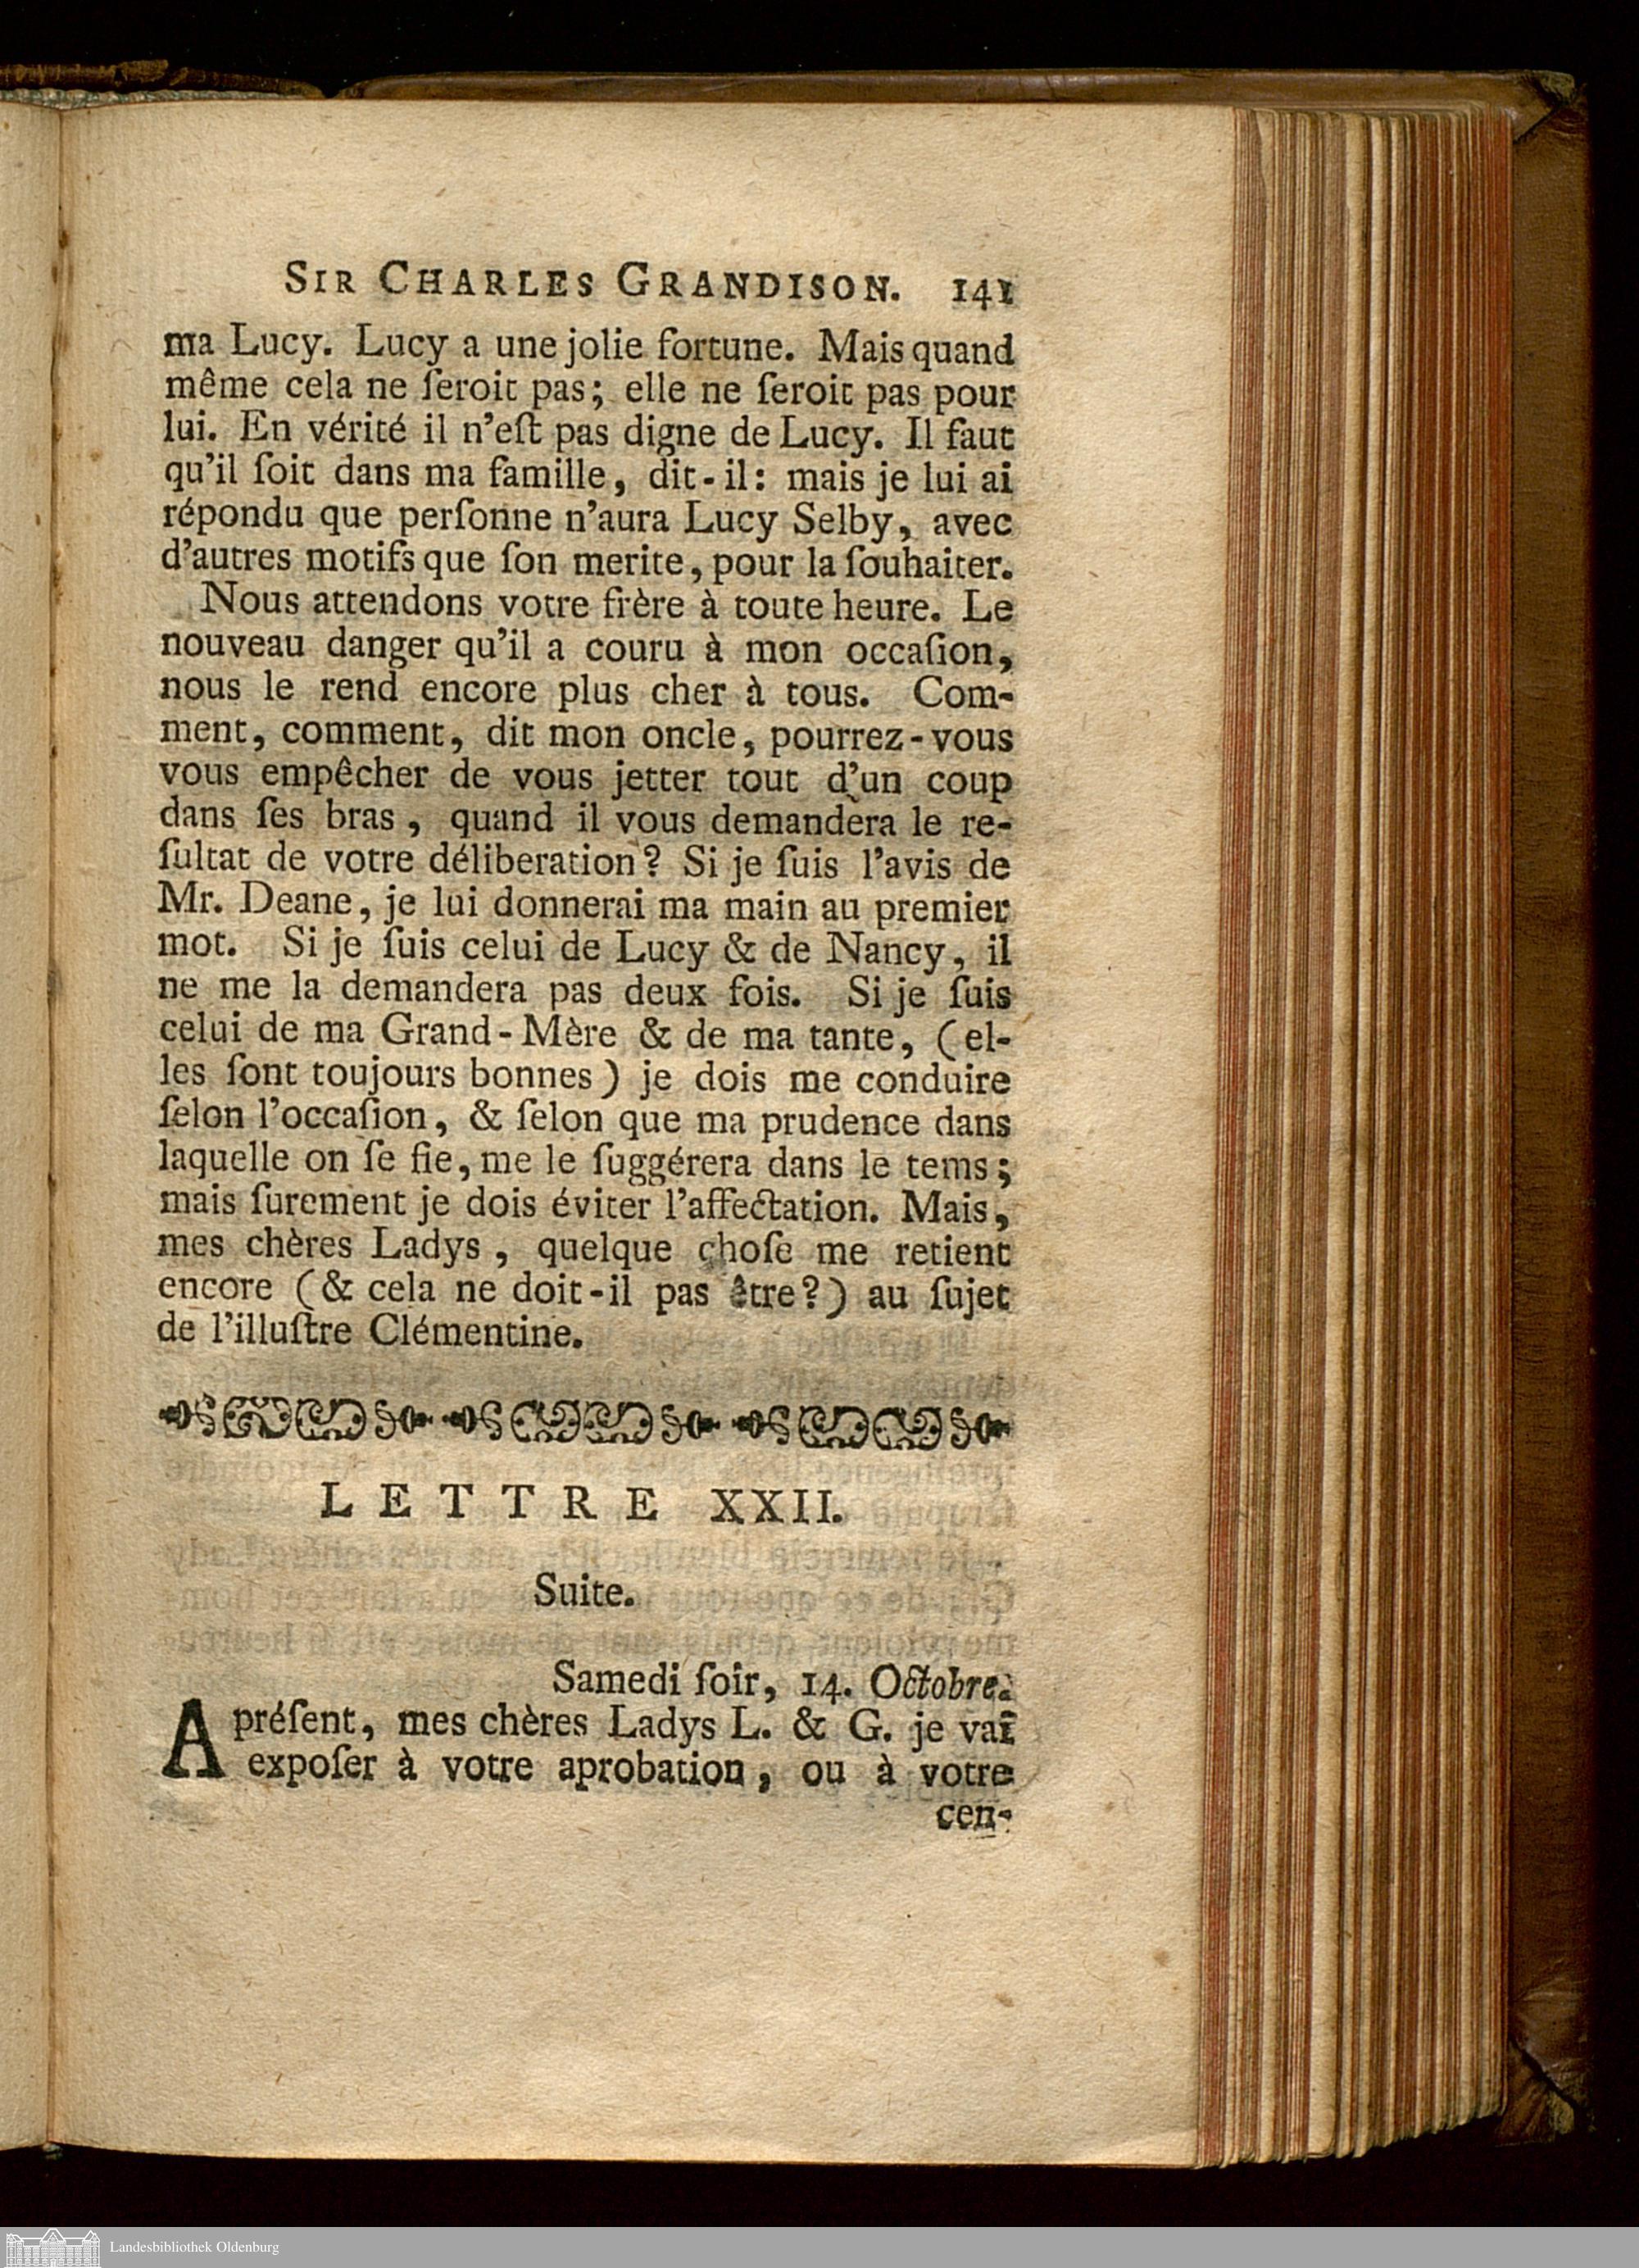 SIR CHARLES GRANDISON. 141
ma Lucy. Lucy a une jolie fortune. Mais quand
même cela ne ſeroit pas; elle ne ſeroit pas pour
lui. En vérité il n'eſt pas digne de Lucy. Il faut
qu'il ſoit dans ma famille, dit-il: mais je lui ai
répondu que perſonne n'aura Lucy Selby, avec
d'autres motifs que ſon merite, pour la ſouhaiter.
Nous attendons votre frère à toute heure. Le
nouveau danger qu'il a couru à mon occaſion,
nous le rend encore plus cher à tous. Com-
ment, comment, dit mon oncle, pourrez-vous
vous empêcher de vous jetter tout d'un coup
dans ſes bras, quand il vous demandera le re-
ſultat de votre déliberation? Si je ſuis l'avis de
Mr. Deane, je lui donnerai ma main au premier
mot. Si je ſuis celui de Lucy & de Nancy, il
ne me la demandera pas deux fois. Si je ſuis
celui de ma Grand-Mère & de ma tante, (el-
les ſont toujours bonnes) je dois me conduire
ſelon l'occaſion, & ſelon que ma prudence dans
laquelle on ſe fie, me le ſuggérera dans le tems;
mais ſurement je dois éviter l'affectation. Mais,
mes chères Ladys, quelque choſe me retient
encore (& cela ne doit-il pas être?) au ſujet
de l'illuſtre Clémentine.
LETTRE XXII.
Suite.
Samedi ſoir, 14. Octobre.
A préſent, mes chères Ladys L. & G. je vai
expoſer à votre aprobation, ou à votre
cen-
Landesbibliothek Oldenburg